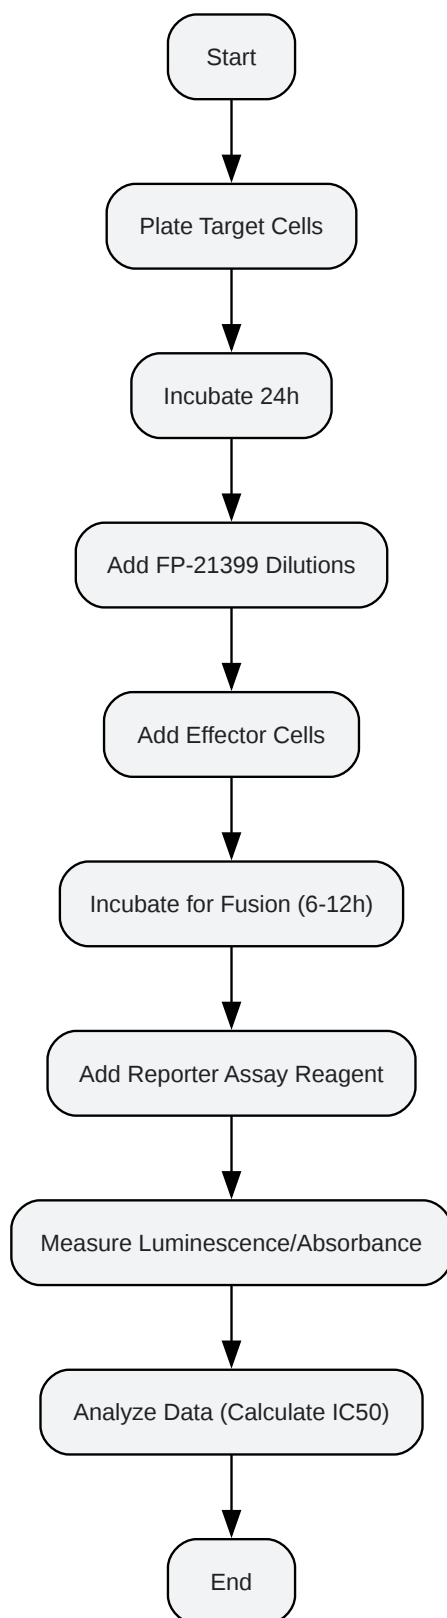 Start
Plate Target Cells
Incubate 24h
Add FP-21399 Dilutions
Add Effector Cells
Incubate for Fusion (6-12h)
Add Reporter Assay Reagent
Measure Luminescence/Absorbance
Analyze Data (Calculate IC50)
End